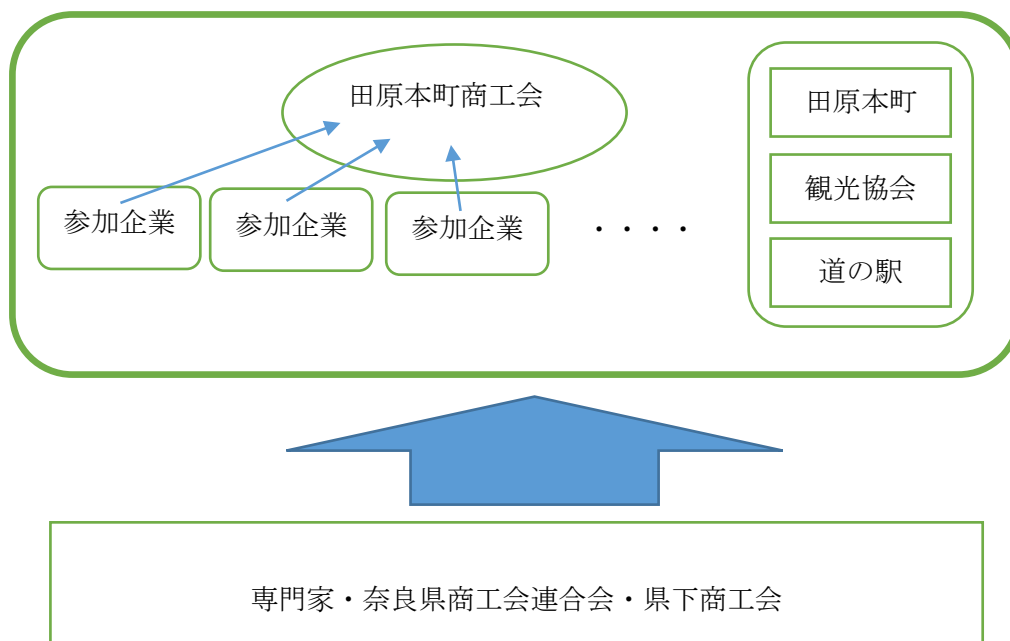 田原本町商工会
参加企業
参加企業
参加企業
・・・・
田原本町
観光協会
道の駅
専門家・奈良県商工会連合会・県下商工会